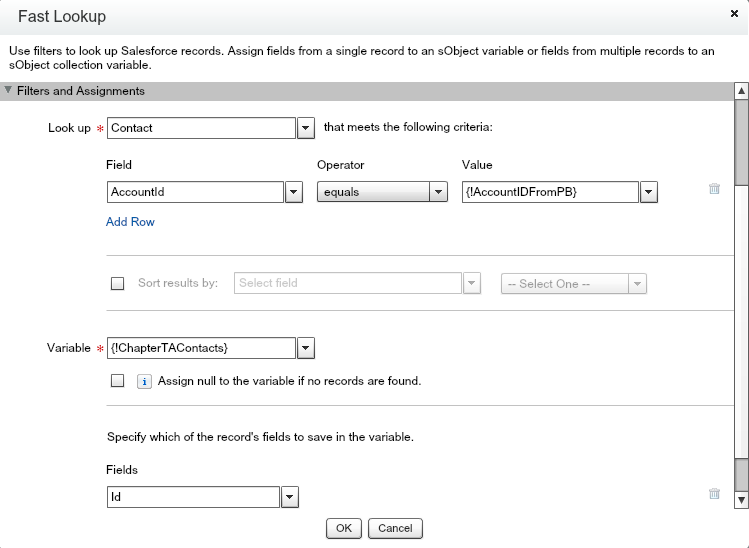 Fast Lookup
Use filters to look up Salesforce records. Assign fields from a single record to an sObject variable or fields from multiple records to an
sObject collection variable.
Filters and Assignments
Look up * Contact that meets the following criteria:
Field Operator Value
AccountId equals {!AccountIDFromPB}
Add Row
Sort results by: Select field -- Select One --
Variable * {!ChapterTAContacts}
i Assign null to the variable if no records are found.
Specify which of the record's fields to save in the variable.
Fields
Id
OK Cancel